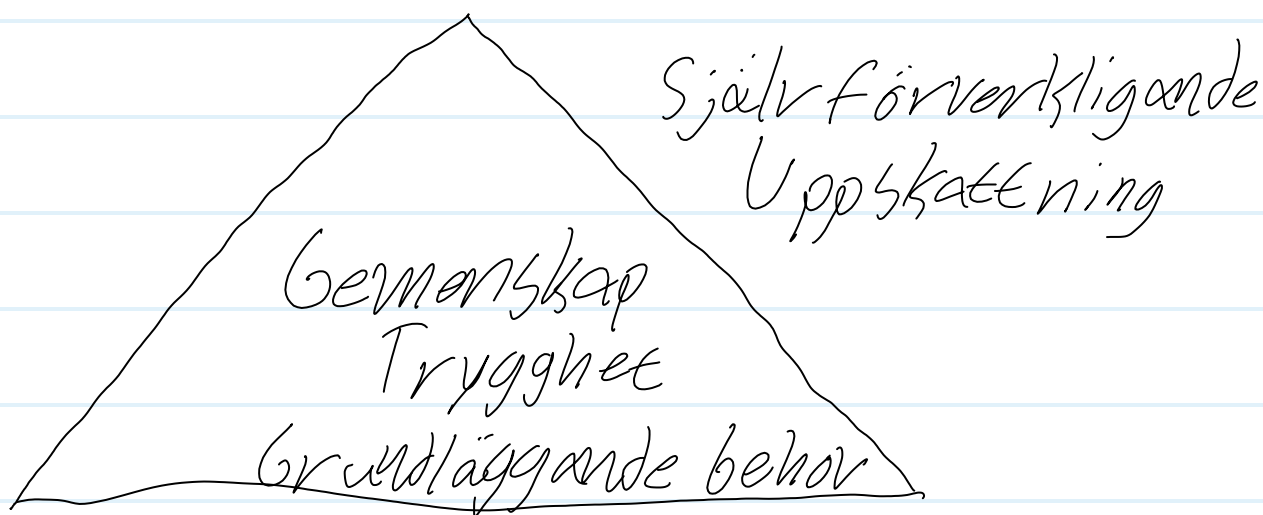 Självförverkligande
Uppskattning
Gemenskap
Trygghet
Grundläggande behov